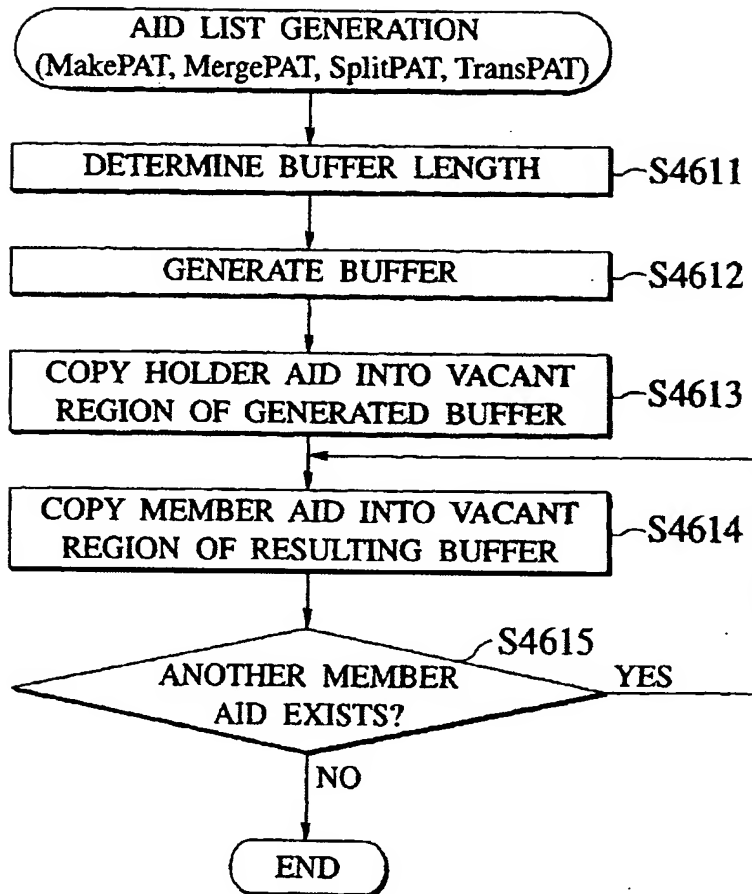 AID LIST GENERATION
(MakePAT, MergePAT, SplitPAT, TransPAT)
DETERMINE BUFFER LENGTH
S4611
GENERATE BUFFER
S4612
COPY HOLDER AID INTO VACANT
REGION OF GENERATED BUFFER
S4613
COPY MEMBER AID INTO VACANT
REGION OF RESULTING BUFFER
S4614
S4615
ANOTHER MEMBER
AID EXISTS?
YES
NO
END